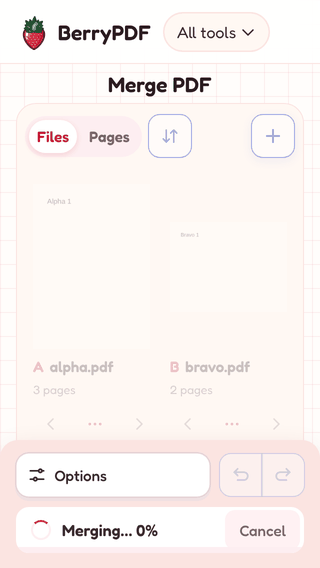 BerryPDF
All tools
Merge PDF
Files
Pages
Alpha 1
Bravo 1
A alpha.pdf
B bravo.pdf
3 pages
2 pages
Options
Merging... 0%
Cancel